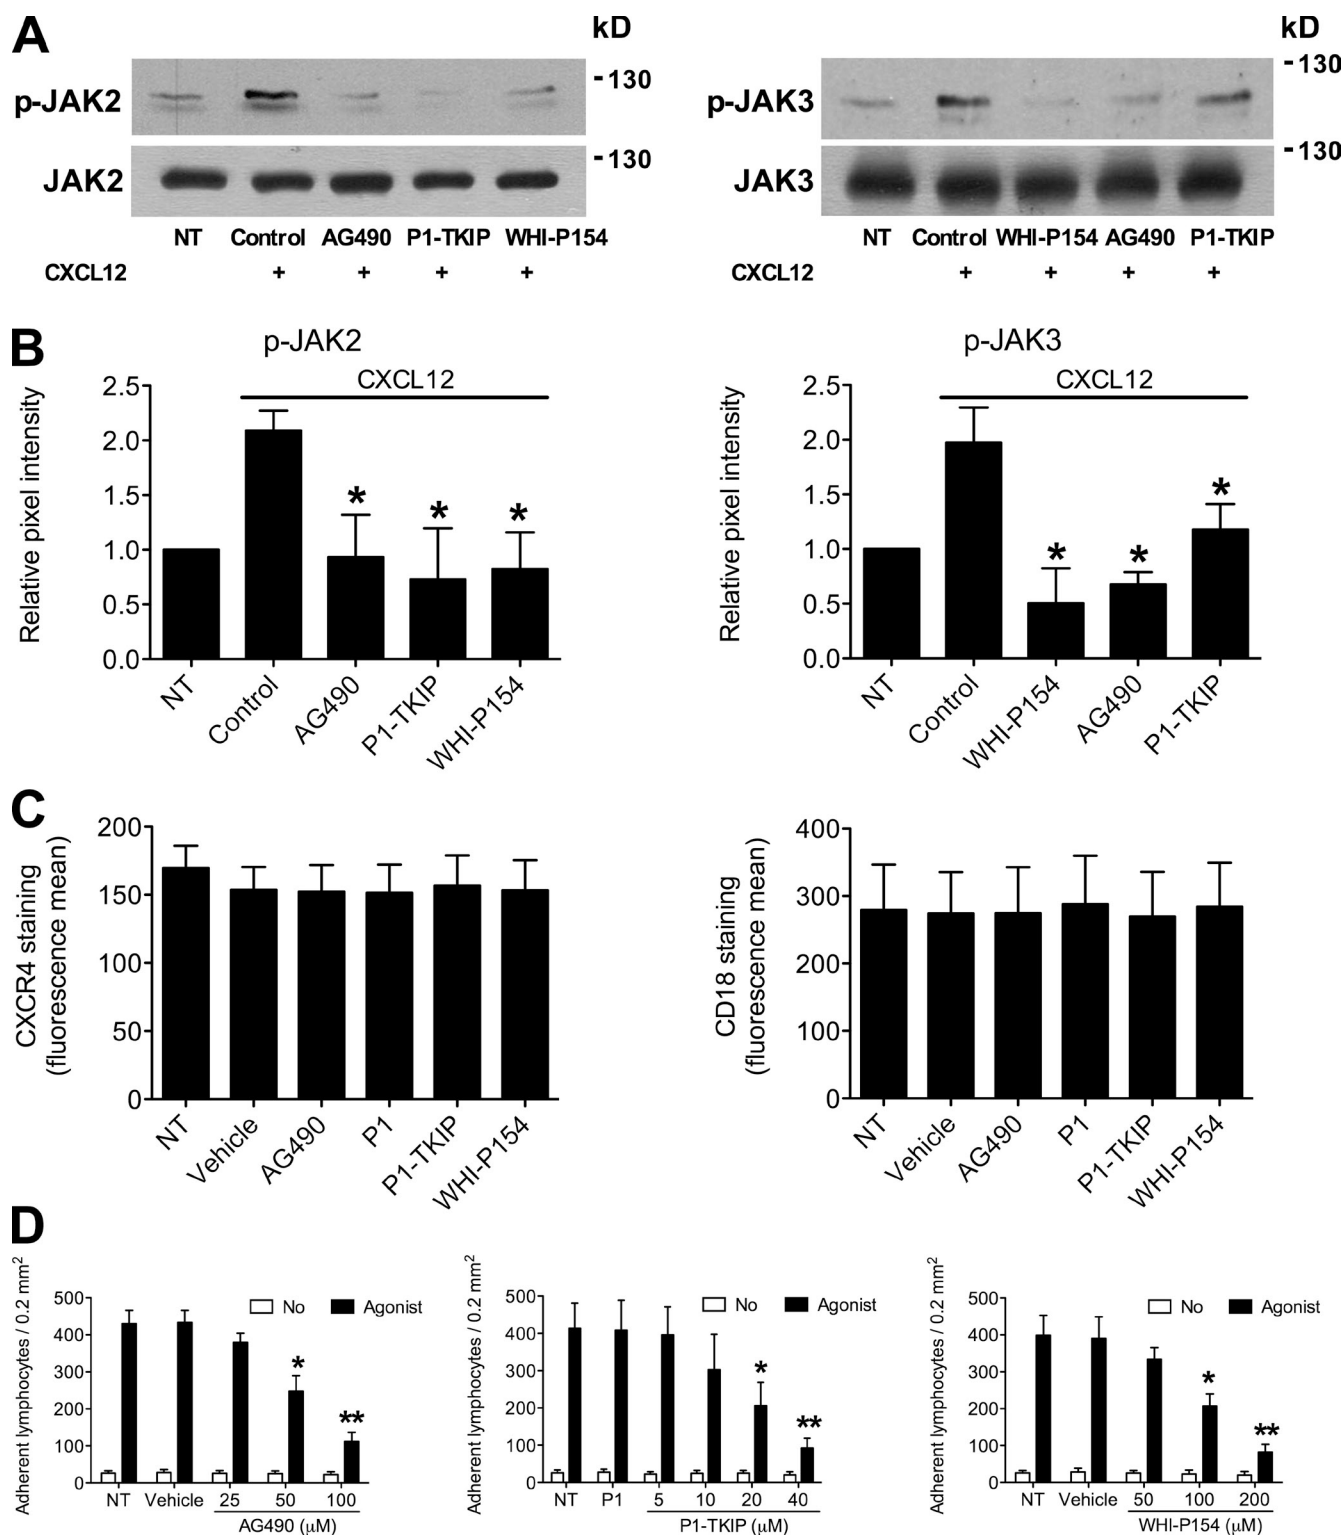 A
kD
kD
p-JAK2
-130
p-JAK3
-130
JAK2
-130
JAK3
-130
NT Control AG490 P1-TKIP WHI-P154
NT Control WHI-P154 AG490 P1-TKIP
CXCL12 + + + +
CXCL12 + + + +
B
p-JAK2
CXCL12
Relative pixel intensity
2.5
2.0
1.5
1.0
0.5
0.0
* * *
NT Control AG490 P1-TKIP WHI-P154
p-JAK3
CXCL12
Relative pixel intensity
2.5
2.0
1.5
1.0
0.5
0.0
* * *
NT Control WHI-P154 AG490 P1-TKIP
C
CXCR4 staining
(fluorescence mean)
200
150
100
50
0
NT Vehicle AG490 P1 P1-TKIP WHI-P154
CD18 staining
(fluorescence mean)
400
300
200
100
0
NT Vehicle AG490 P1 P1-TKIP WHI-P154
D
Adherent lymphocytes / 0.2 mm²
No Agonist
500
400
300
200
100
0
* **
NT Vehicle 25 50 100
AG490 (μM)
Adherent lymphocytes / 0.2 mm²
No Agonist
500
400
300
200
100
0
* **
NT P1 5 10 20 40
P1-TKIP (μM)
Adherent lymphocytes / 0.2 mm²
No Agonist
500
400
300
200
100
0
* **
NT Vehicle 50 100 200
WHI-P154 (μM)